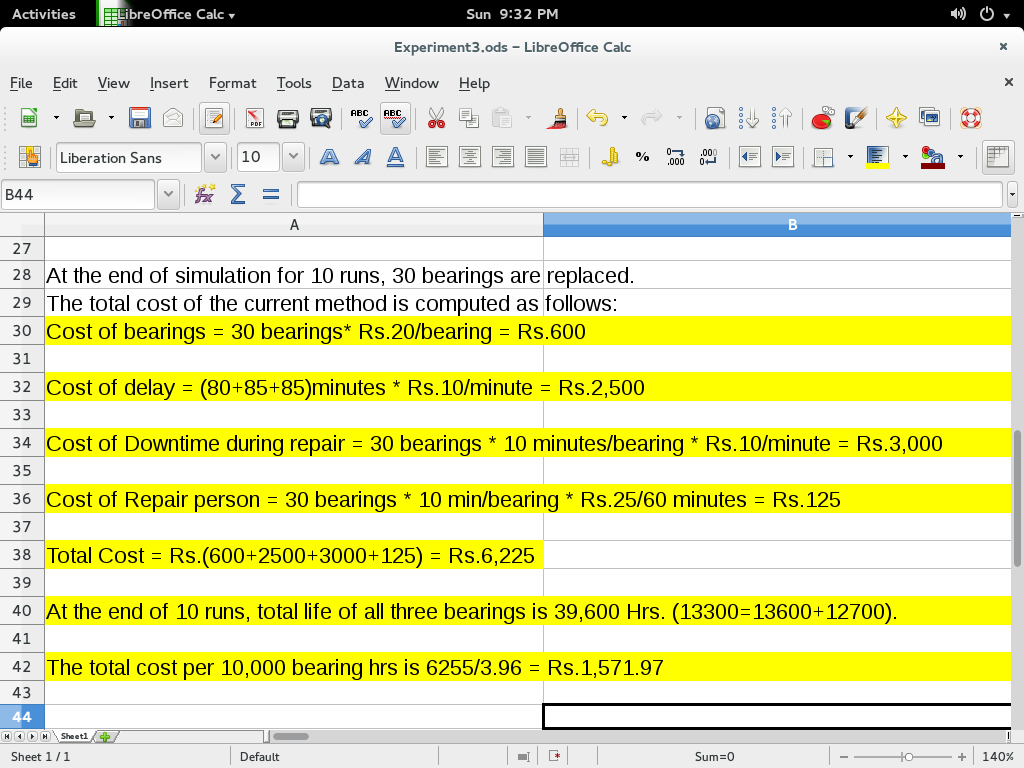 Activities LibreOffice Calc Sun 9:32 PM
Experiment3.ods – LibreOffice Calc
File Edit View Insert Format Tools Data Window Help
PDF ABC ABC
Liberation Sans 10 % .000 .000
B44
A B
27
28 At the end of simulation for 10 runs, 30 bearings are replaced.
29 The total cost of the current method is computed as follows:
30 Cost of bearings = 30 bearings* Rs.20/bearing = Rs.600
31
32 Cost of delay = (80+85+85)minutes * Rs.10/minute = Rs.2,500
33
34 Cost of Downtime during repair = 30 bearings * 10 minutes/bearing * Rs.10/minute = Rs.3,000
35
36 Cost of Repair person = 30 bearings * 10 min/bearing * Rs.25/60 minutes = Rs.125
37
38 Total Cost = Rs.(600+2500+3000+125) = Rs.6,225
39
40 At the end of 10 runs, total life of all three bearings is 39,600 Hrs. (13300=13600+12700).
41
42 The total cost per 10,000 bearing hrs is 6255/3.96 = Rs.1,571.97
43
44
Sheet1
Sheet 1 / 1 Default Sum=0 140%